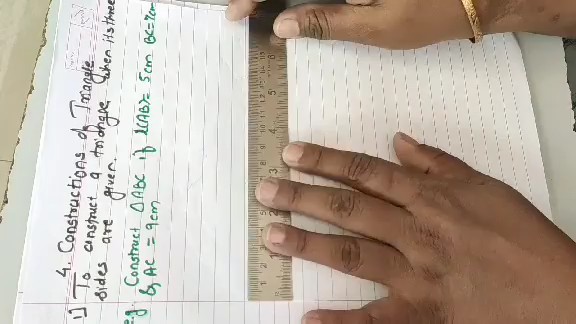 4. Constructions of Triangle
1] To construct a triangle when its three
sides are given.
e.g. Construct △ABC if l(AB) = 5cm BC = 7cm
& AC = 9cm